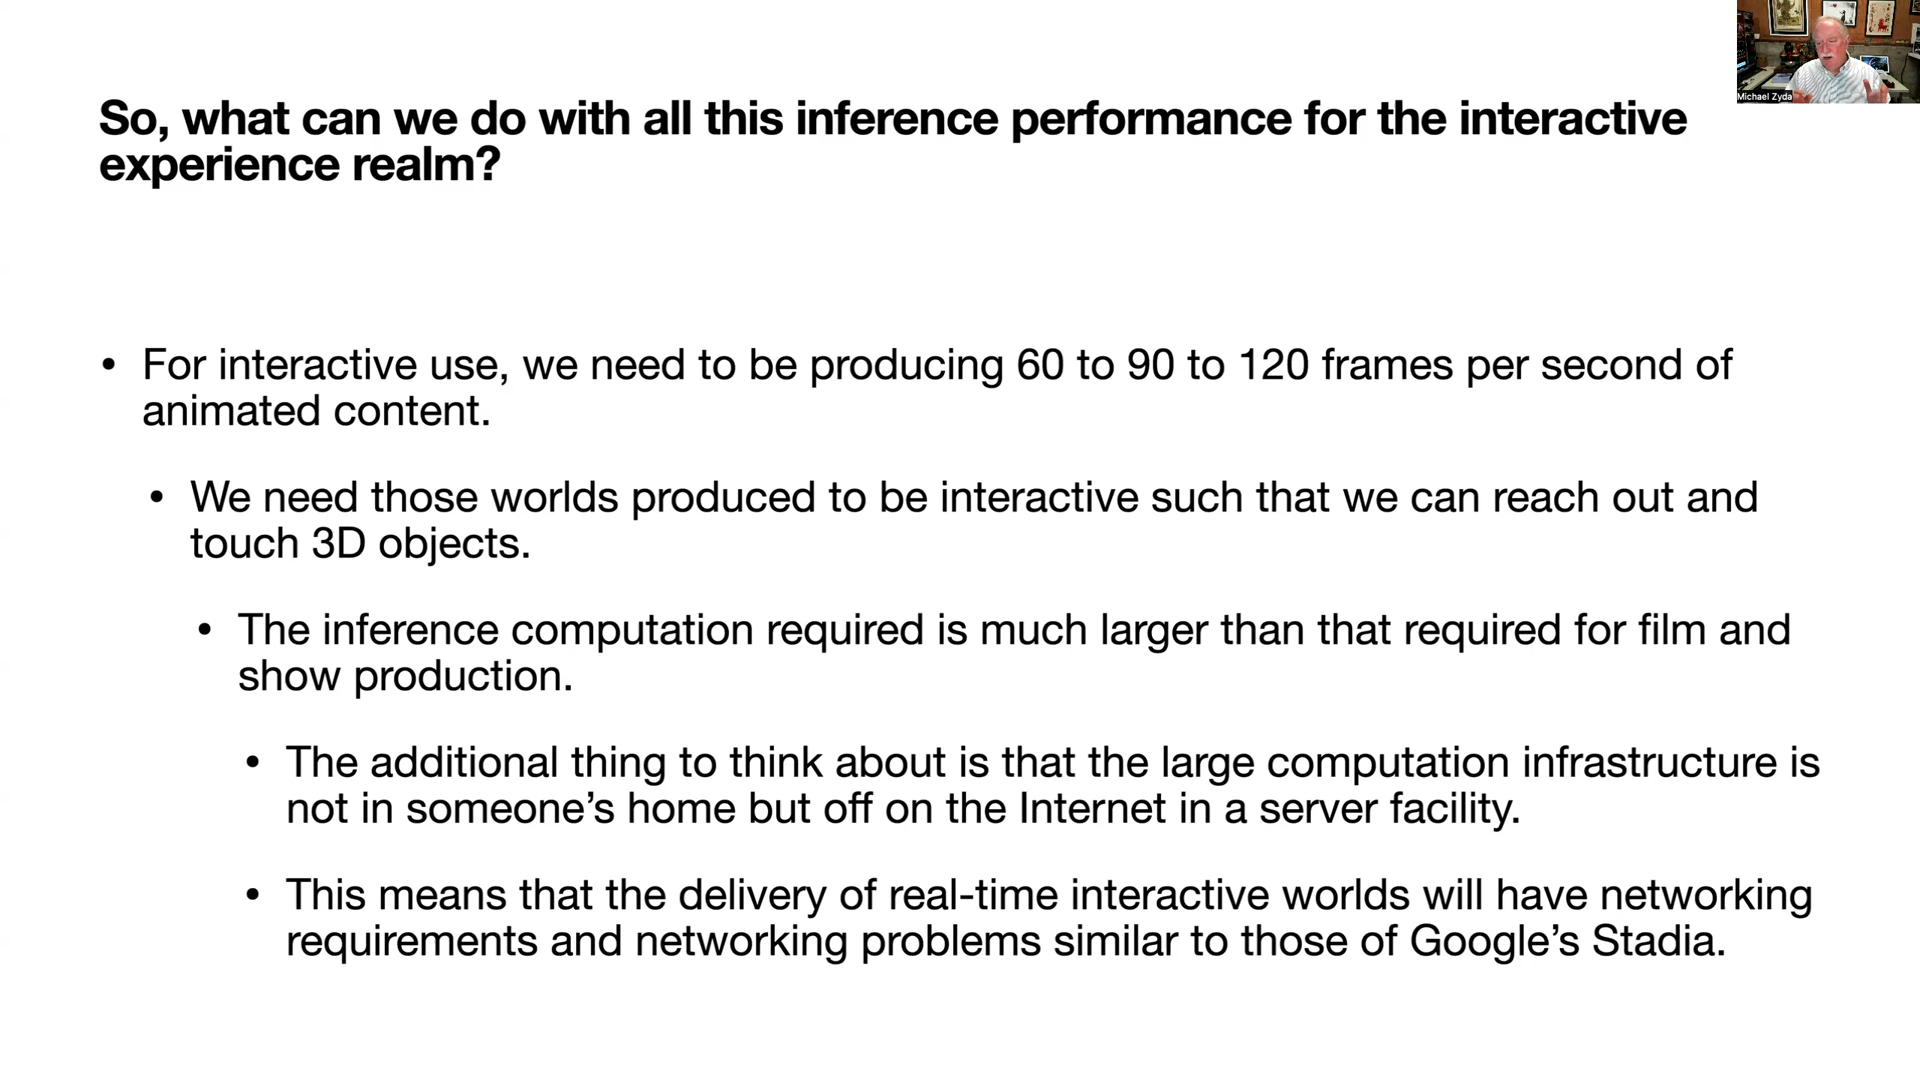 Michael Zyda
So, what can we do with all this inference performance for the interactive
experience realm?
• For interactive use, we need to be producing 60 to 90 to 120 frames per second of
animated content.
• We need those worlds produced to be interactive such that we can reach out and
touch 3D objects.
• The inference computation required is much larger than that required for film and
show production.
• The additional thing to think about is that the large computation infrastructure is
not in someone’s home but off on the Internet in a server facility.
• This means that the delivery of real-time interactive worlds will have networking
requirements and networking problems similar to those of Google’s Stadia.